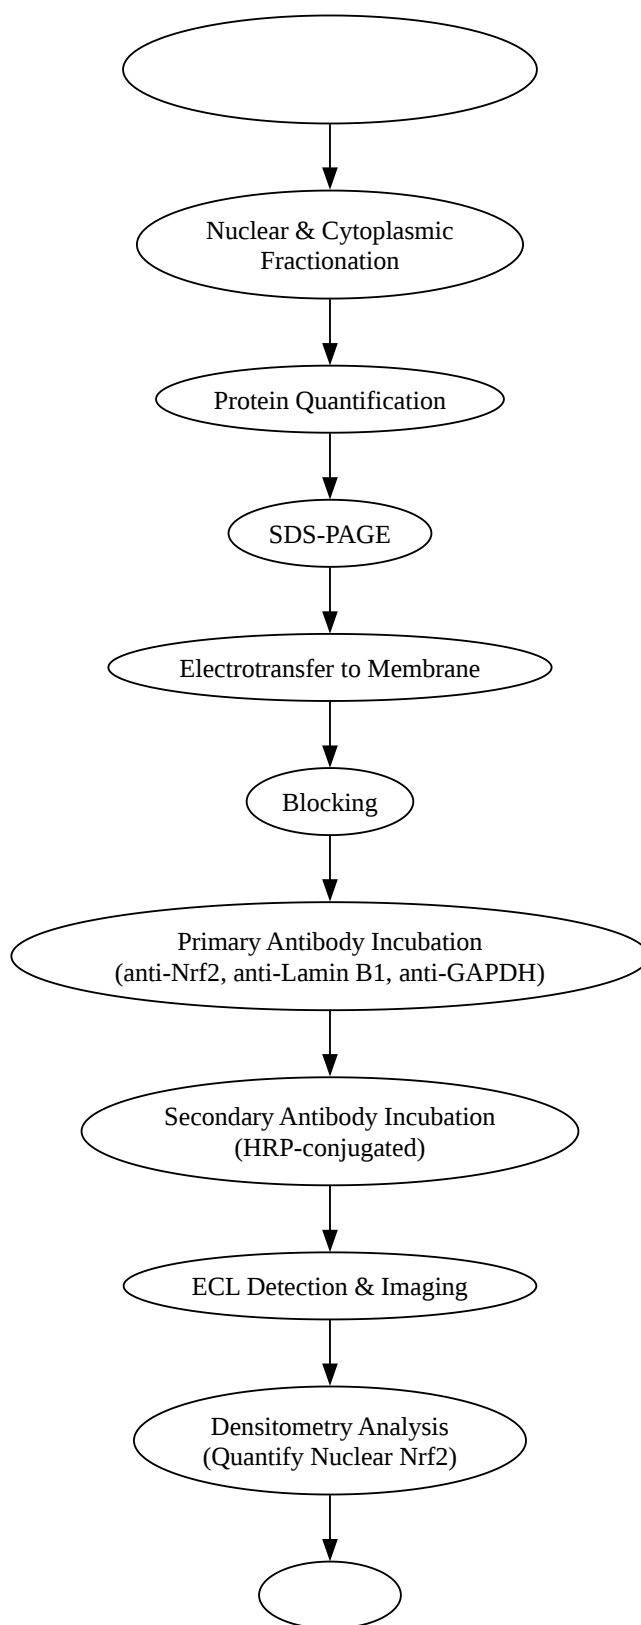 Nuclear & Cytoplasmic
Fractionation
Protein Quantification
SDS-PAGE
Electrotransfer to Membrane
Blocking
Primary Antibody Incubation
(anti-Nrf2, anti-Lamin B1, anti-GAPDH)
Secondary Antibody Incubation
(HRP-conjugated)
ECL Detection & Imaging
Densitometry Analysis
(Quantify Nuclear Nrf2)